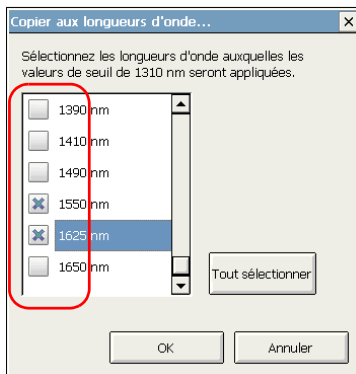 Copier aux longueurs d'onde...
Sélectionnez les longueurs d'onde auxquelles les
valeurs de seuil de 1310 nm seront appliquées.
1390 nm
1410 nm
1490 nm
1550 nm
1625 nm
1650 nm
Tout sélectionner
OK
Annuler